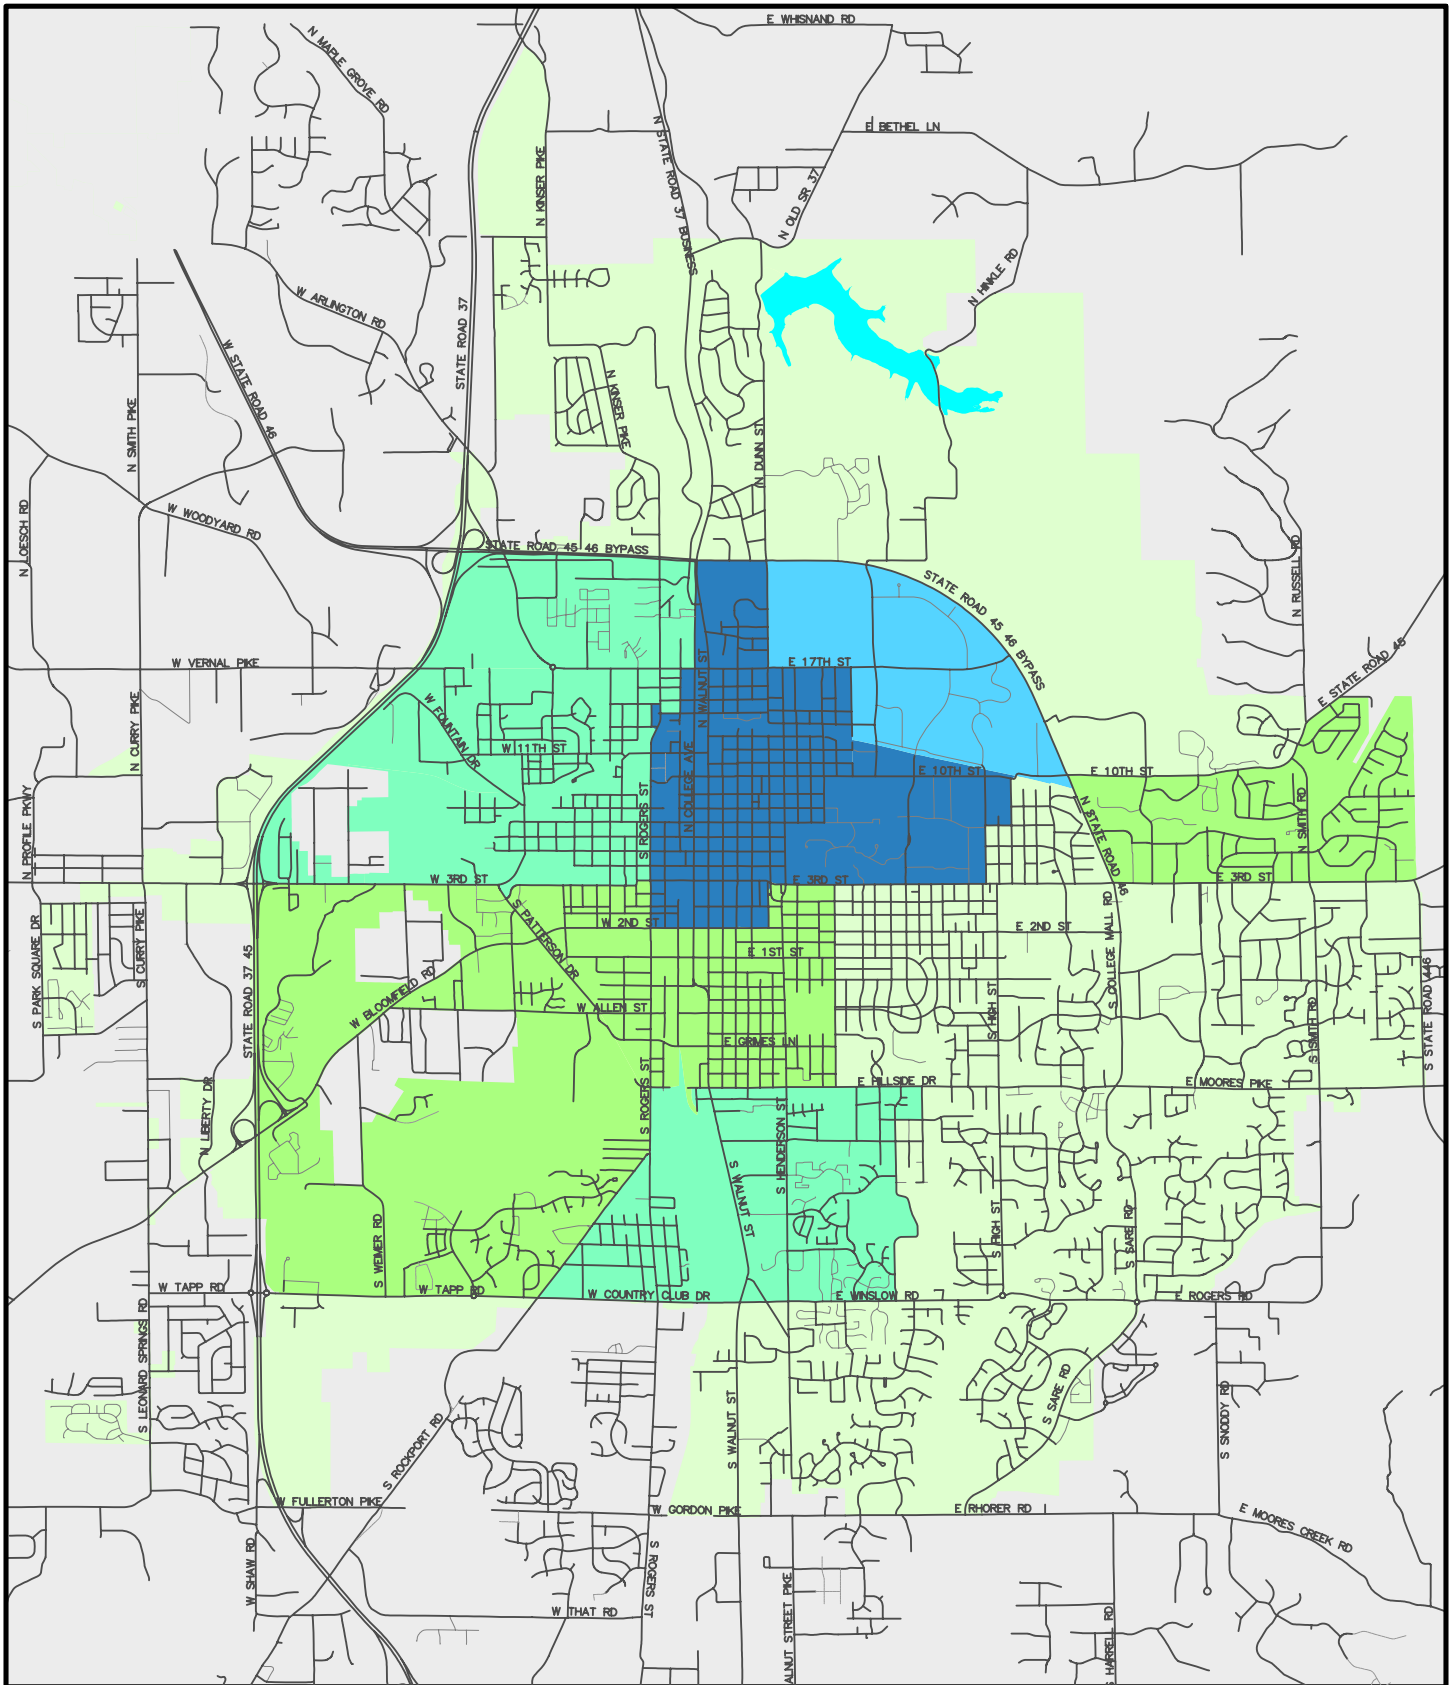 E WHISNAND RD
N MAPLE GROVE RD
N STATE ROAD 37 BUSINESS
E BETHEL LN
N KINSER PIKE
N OLD SR 37
N HINKLE RD
W ARLINGTON RD
STATE ROAD 37
W STATE ROAD 46
N KINSER PIKE
N SMITH PIKE
N DUNN ST
N LOESCH RD
W WOODYARD RD
STATE ROAD 45 46 BYPASS
STATE ROAD 45 46 BYPASS
N RUSSELL RD
W VERNAL PIKE
E 17TH ST
E STATE ROAD 45
N WALNUT ST
N CURRY PIKE
W FOUNTAIN DR
W 11TH ST
E 10TH ST
E 10TH ST
N PROFILE PKWY
S ROGERS ST
N COLLEGE AVE
N STATE ROAD 46
N SMITH RD
W 3RD ST
E 3RD ST
E 3RD ST
S PARK SQUARE DR
S CURRY PIKE
S PATTERSON DR
W 2ND ST
E 2ND ST
E 1ST ST
S COLLEGE MALL RD
STATE ROAD 37 45
W BLOOMFIELD RD
W ALLEN ST
S HIGH ST
S SMITH RD
S STATE ROAD 446
E GRIMES LN
S ROGERS ST
E HILLSIDE DR
E MOORES PIKE
N LIBERTY DR
S HENDERSON ST
S WALNUT ST
S WEIMER RD
S HIGH ST
S SARE RD
W TAPP RD
W TAPP RD
W COUNTRY CLUB DR
E WINSLOW RD
E ROGERS RD
S LEONARD SPRINGS RD
S ROCKPORT RD
S WALNUT ST
S SARE RD
S SNODDY RD
W FULLERTON PIKE
W GORDON PIKE
E RHORER RD
E MOORES CREEK RD
W SHAW RD
S ROGERS ST
W THAT RD
ALNUT STREET PIKE
S HARRELL RD